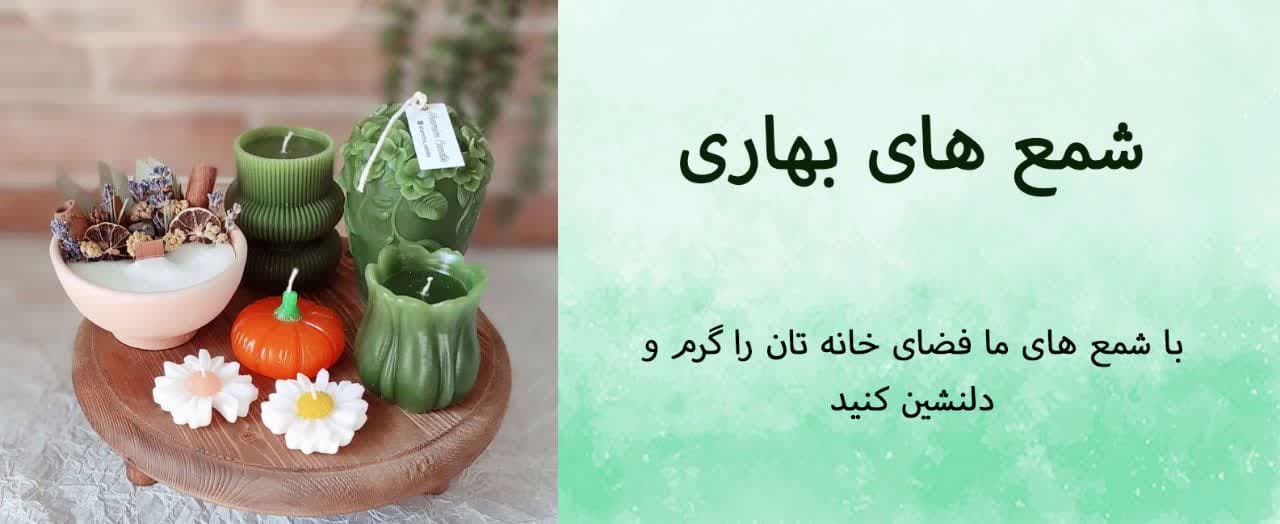 شمع های بهاری
با شمع های ما فضای خانه تان را گرم و
دلنشین کنید